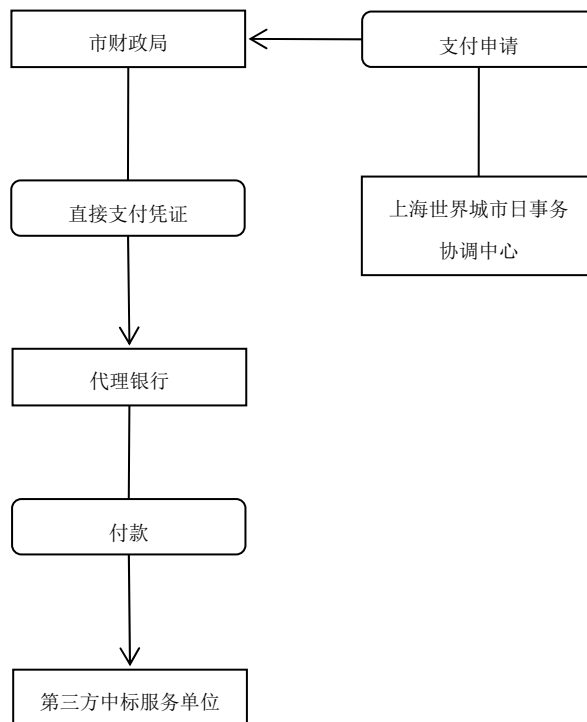 市财政局
支付申请
直接支付凭证
上海世界城市日事务
协调中心
代理银行
付款
第三方中标服务单位